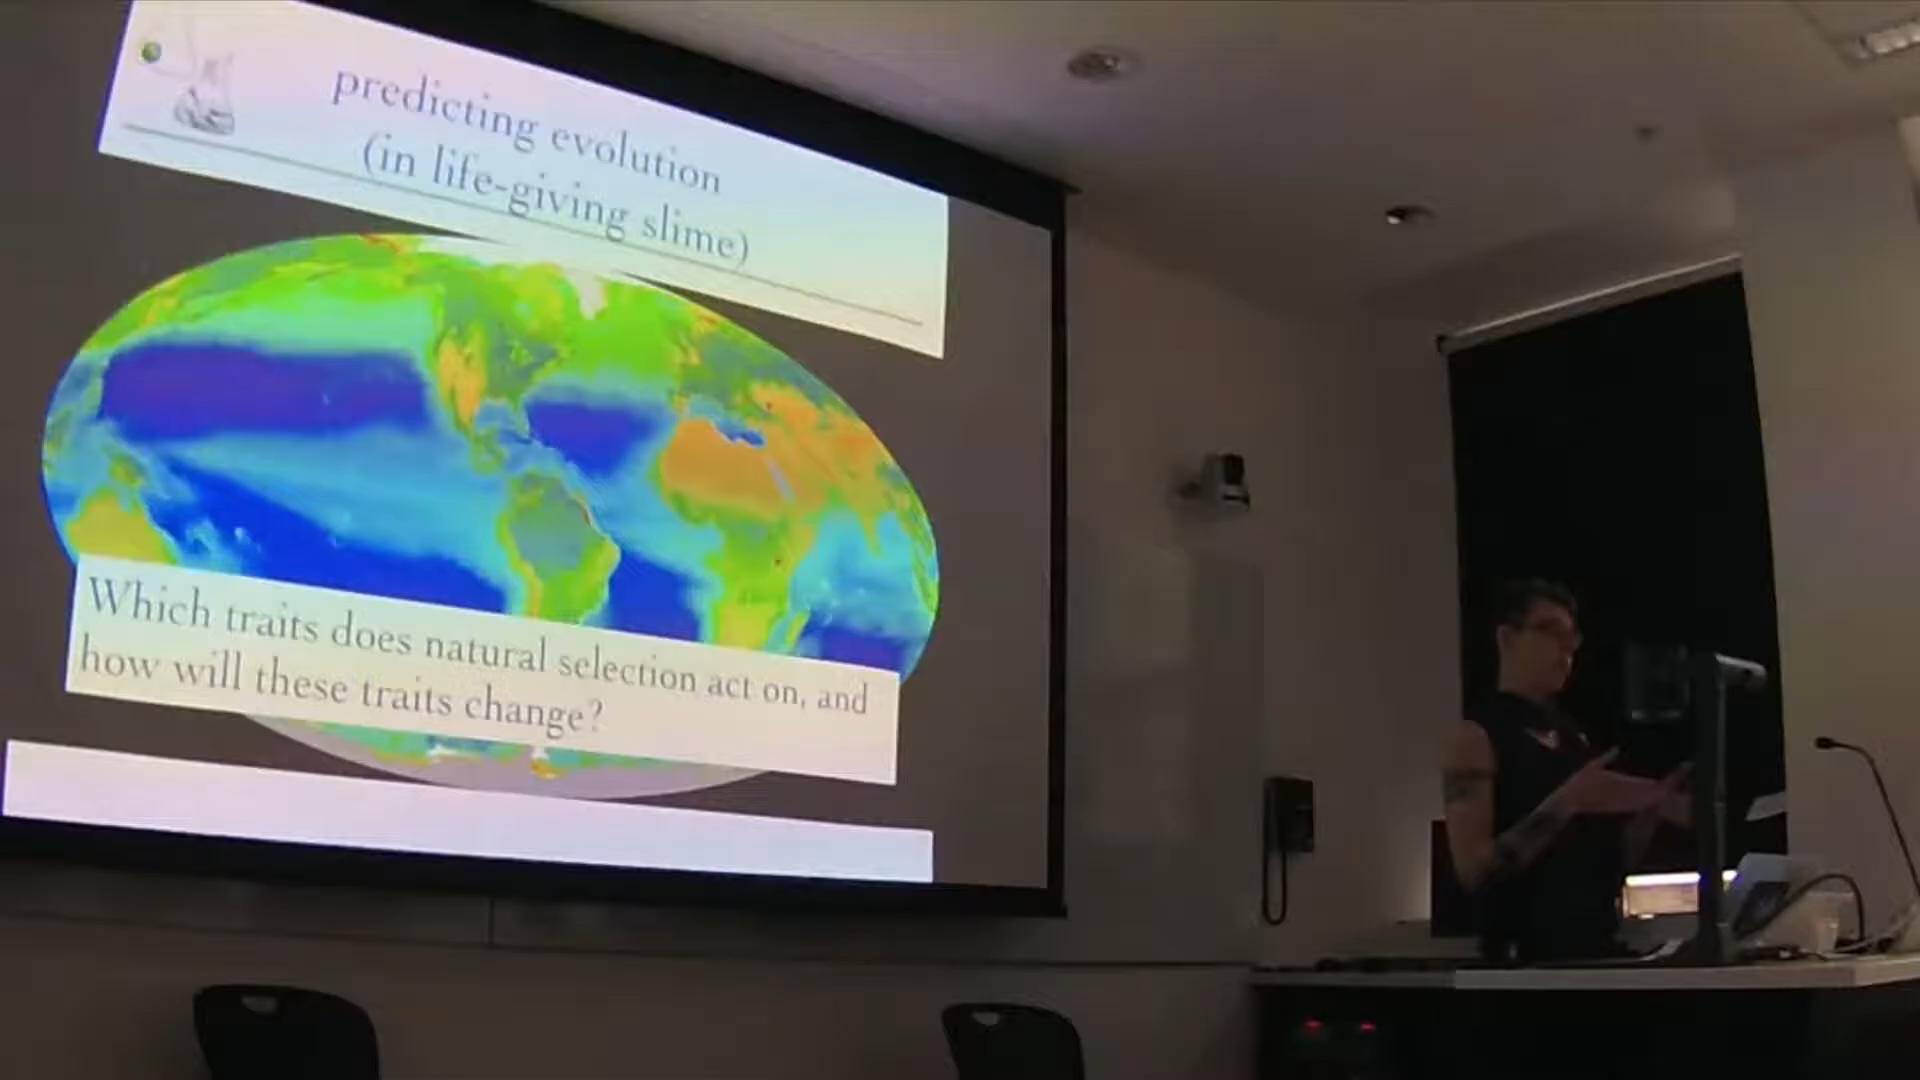 predicting evolution
(in life-giving slime)
Which traits does natural selection act on, and
how will these traits change?